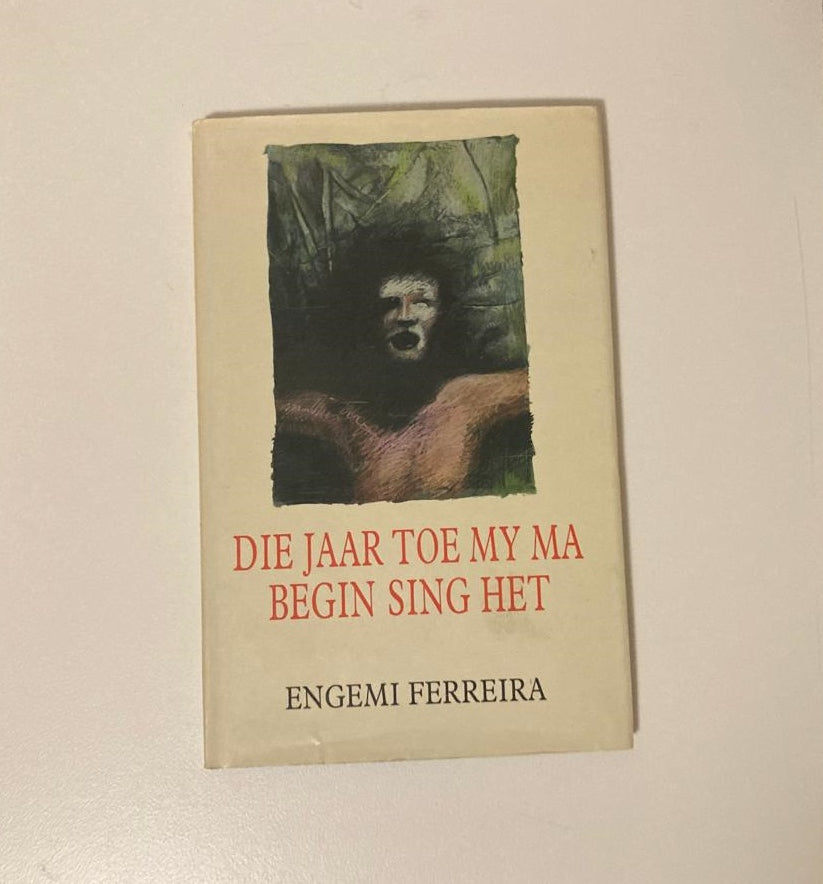 DIE JAAR TOE MY MA
BEGIN SING HET
ENGEMI FERREIRA